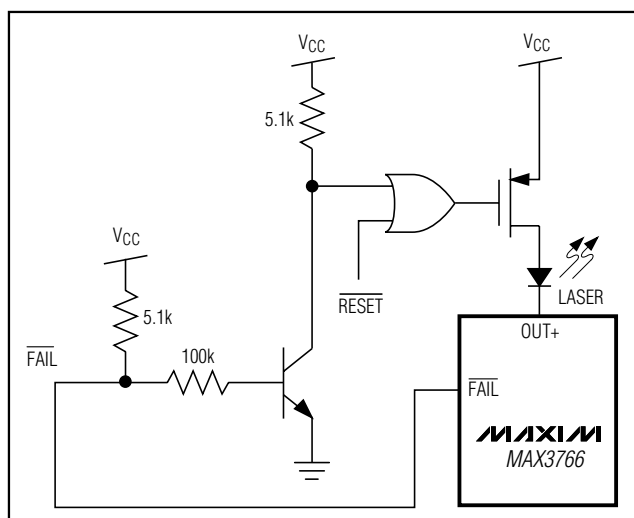 VCC
VCC
5.1k
VCC
5.1k
RESET
LASER
OUT+
FAIL
100k
FAIL
MAXIM
MAX3766